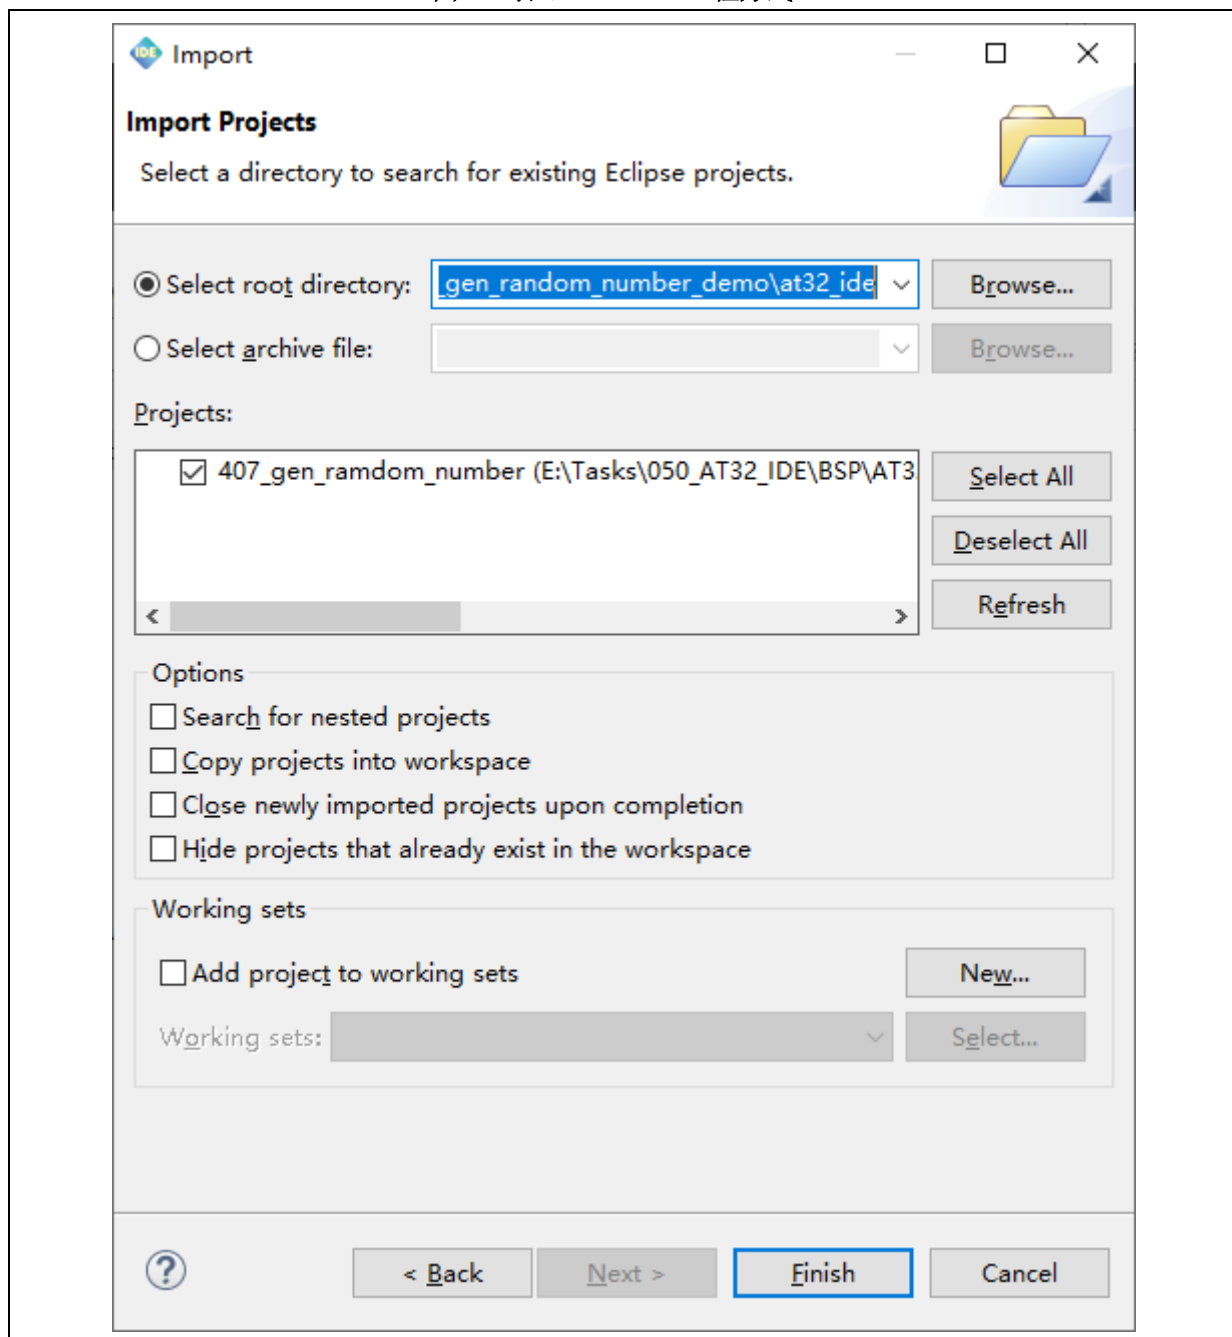 IDE Import
Import Projects
Select a directory to search for existing Eclipse projects.
Select root directory: _gen_random_number_demo\at32_ide Browse...
Select archive file: Browse...
Projects:
407_gen_ramdom_number (E:\Tasks\050_AT32_IDE\BSP\AT3 Select All
Deselect All
Refresh
Options
Search for nested projects
Copy projects into workspace
Close newly imported projects upon completion
Hide projects that already exist in the workspace
Working sets
Add project to working sets New...
Working sets: Select...
? < Back Next > Finish Cancel